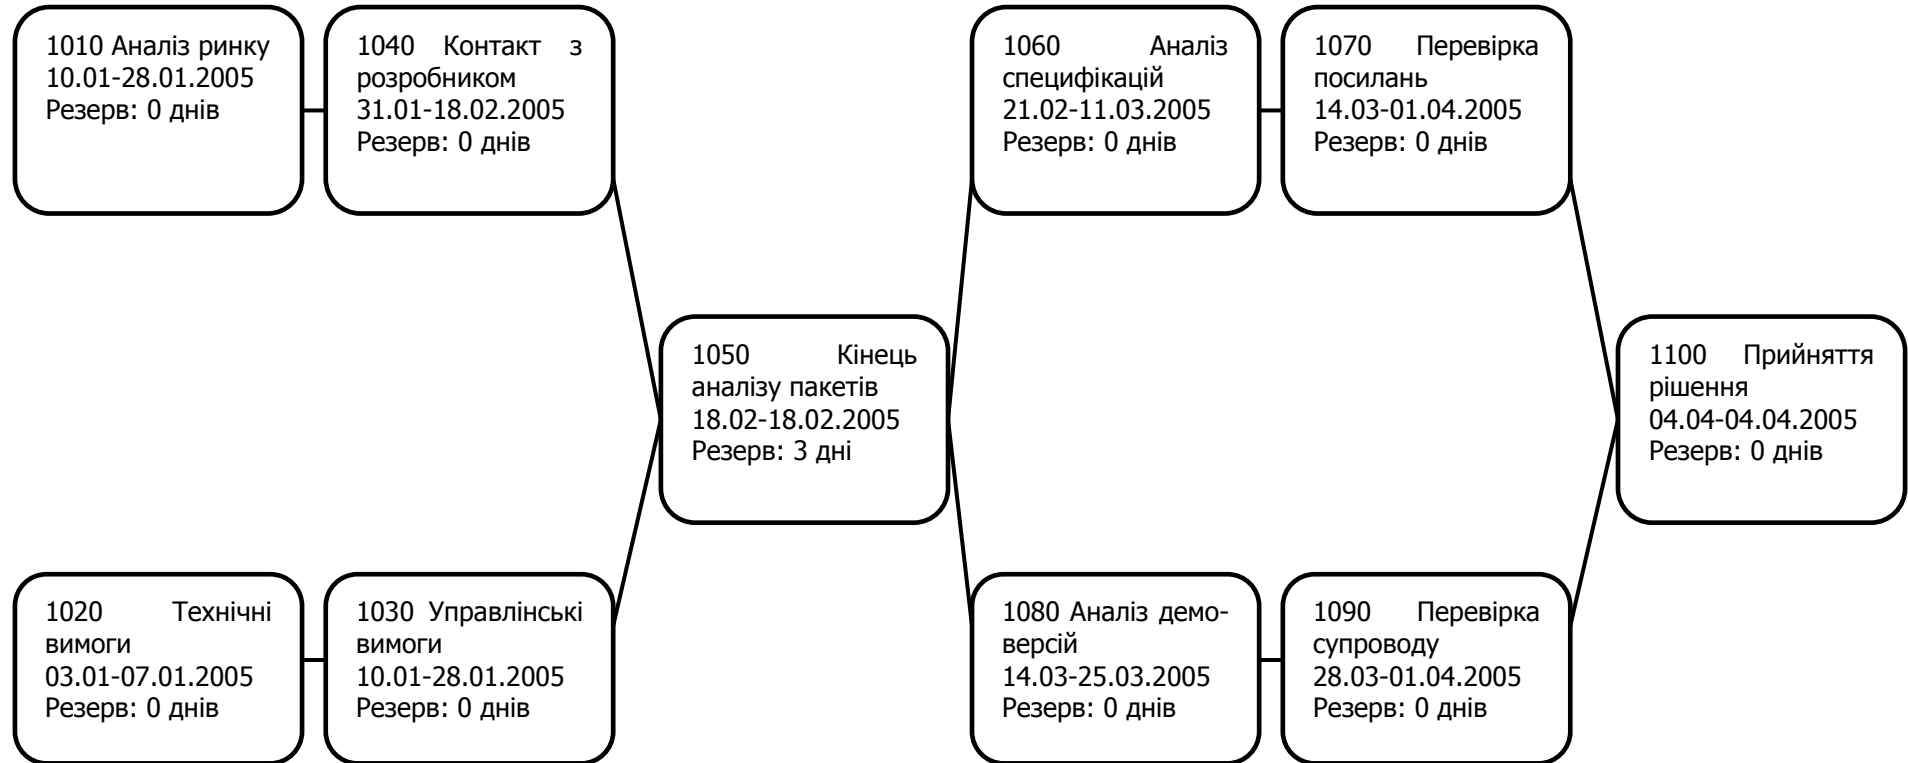 1010 Аналіз ринку
10.01-28.01.2005
Резерв: 0 днів
1040 Контакт з
розробником
31.01-18.02.2005
Резерв: 0 днів
1060 Аналіз
специфікацій
21.02-11.03.2005
Резерв: 0 днів
1070 Перевірка
посилань
14.03-01.04.2005
Резерв: 0 днів
1050 Кінець
аналізу пакетів
18.02-18.02.2005
Резерв: 3 дні
1100 Прийняття
рішення
04.04-04.04.2005
Резерв: 0 днів
1020 Технічні
вимоги
03.01-07.01.2005
Резерв: 0 днів
1030 Управлінські
вимоги
10.01-28.01.2005
Резерв: 0 днів
1080 Аналіз демо-
версій
14.03-25.03.2005
Резерв: 0 днів
1090 Перевірка
супроводу
28.03-01.04.2005
Резерв: 0 днів